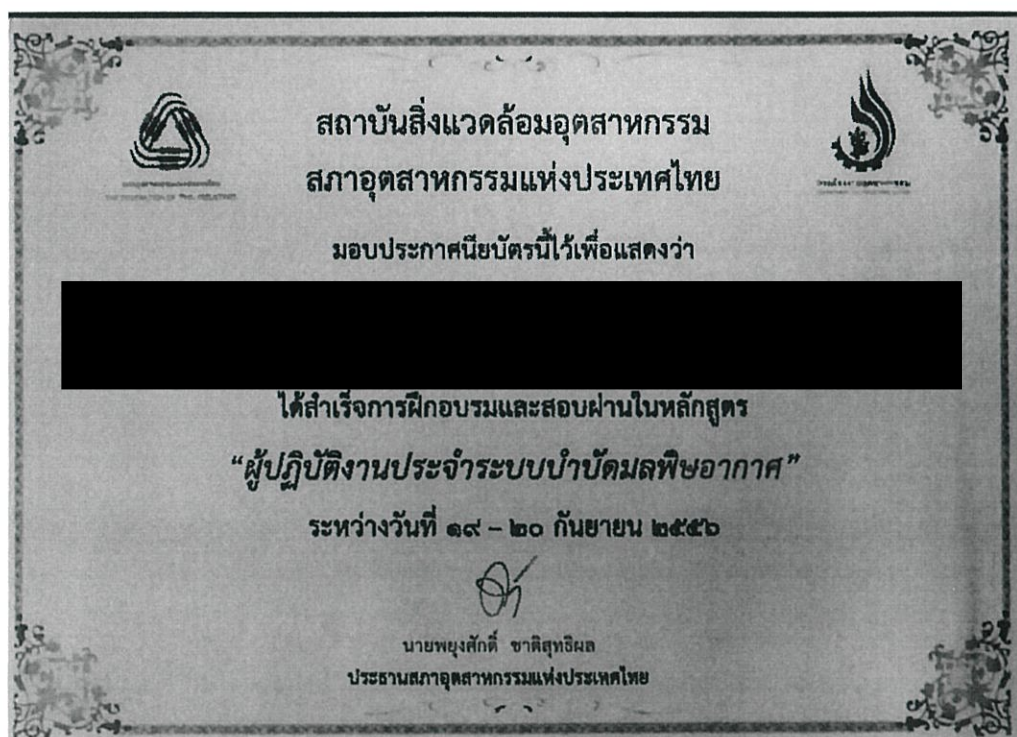 สถาบันสิ่งแวดล้อมอุตสาหกรรม
สภาอุตสาหกรรมแห่งประเทศไทย
มอบประกาศนียบัตรนี้ไว้เพื่อแสดงว่า
ได้สำเร็จการฝึกอบรมและสอบผ่านในหลักสูตร
“ผู้ปฏิบัติงานประจำระบบบำบัดมลพิษอากาศ”
ระหว่างวันที่ ๑๙ – ๒๐ กันยายน ๒๕๕๖
นายพยุงศักดิ์ ชาติสุทธิผล
ประธานสภาอุตสาหกรรมแห่งประเทศไทย